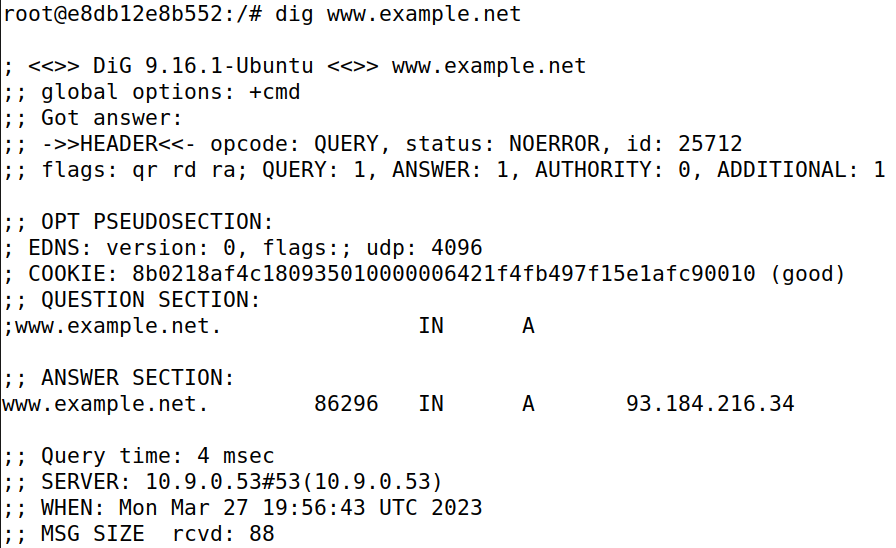 root@e8db12e8b552:/# dig www.example.net
; <<>> DiG 9.16.1-Ubuntu <<>> www.example.net
;; global options: +cmd
;; Got answer:
;; ->>HEADER<<- opcode: QUERY, status: NOERROR, id: 25712
;; flags: qr rd ra; QUERY: 1, ANSWER: 1, AUTHORITY: 0, ADDITIONAL: 1
;; OPT PSEUDOSECTION:
; EDNS: version: 0, flags:; udp: 4096
; COOKIE: 8b0218af4c180935010000006421f4fb497f15e1afc90010 (good)
;; QUESTION SECTION:
;www.example.net. IN A
;; ANSWER SECTION:
www.example.net. 86296 IN A 93.184.216.34
;; Query time: 4 msec
;; SERVER: 10.9.0.53#53(10.9.0.53)
;; WHEN: Mon Mar 27 19:56:43 UTC 2023
;; MSG SIZE  rcvd: 88